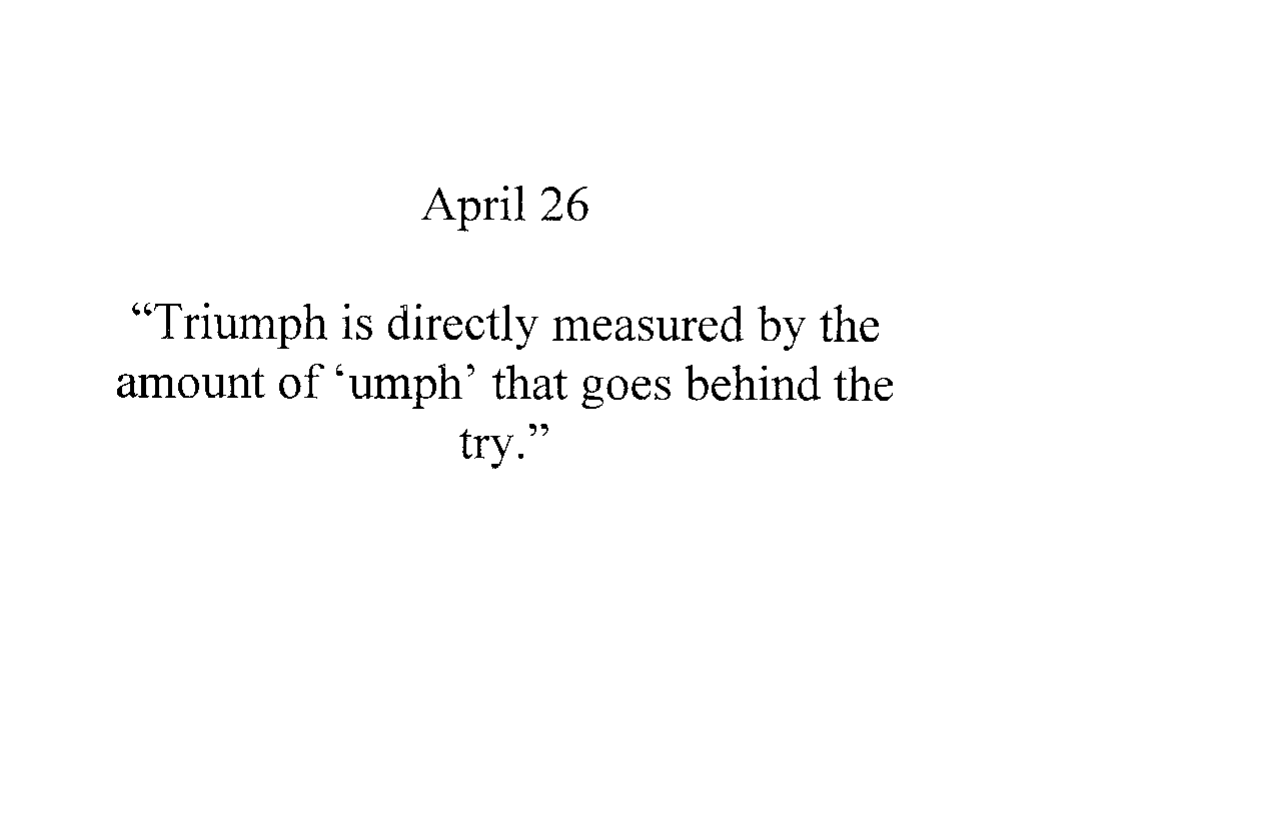 April 26
“Triumph is directly measured by the
amount of ‘umph’ that goes behind the
try.”